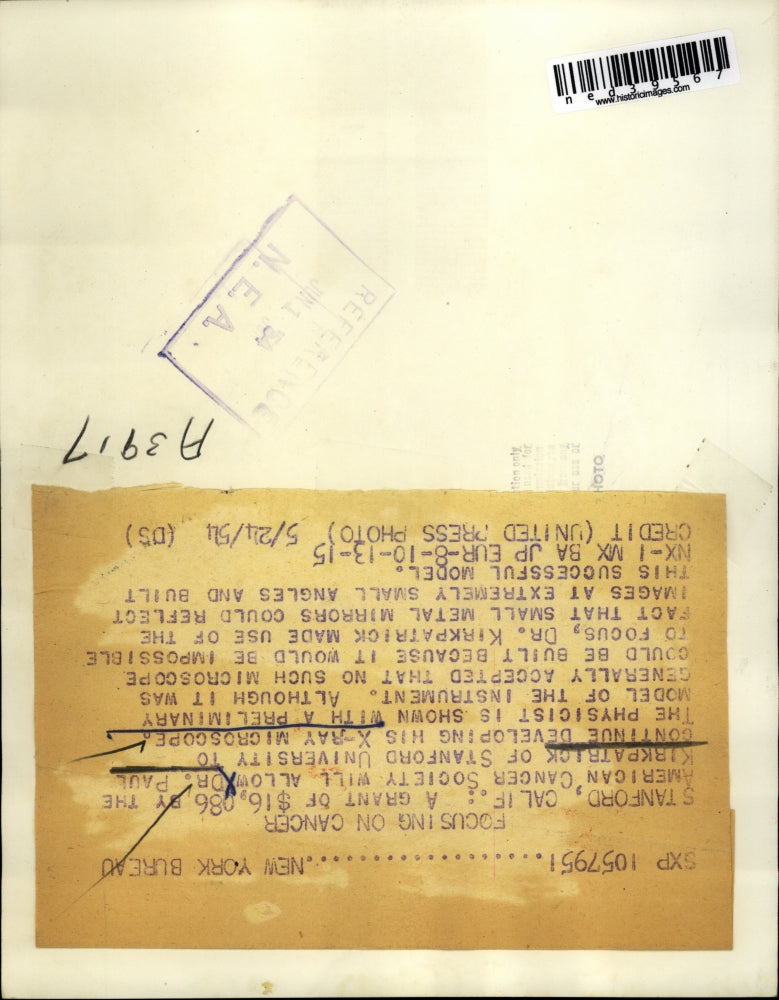 ned39567
www.historicimages.com
REFERENCE
JUN 1 '54
N.E.A.
A3917
HOTO
SXP 1057951....................NEW YORK BUREAU
FOCUSING ON CANCER
STANFORD, CALIF.: A GRANT OF $16,086 BY THE
AMERICAN CANCER SOCIETY WILL ALLOW DR. PAUL
KIRKPATRICK OF STANFORD UNIVERSITY TO
CONTINUE DEVELOPING HIS X-RAY MICROSCOPE.
THE PHYSICIST IS SHOWN WITH A PRELIMINARY
MODEL OF THE INSTRUMENT. ALTHOUGH IT WAS
GENERALLY ACCEPTED THAT NO SUCH MICROSCOPE
COULD BE BUILT BECAUSE IT WOULD BE IMPOSSIBLE
TO FOCUS, DR. KIRKPATRICK MADE USE OF THE
FACT THAT SMALL METAL MIRRORS COULD REFLECT
IMAGES AT EXTREMELY SMALL ANGLES AND BUILT
THIS SUCCESSFUL MODEL.
NX-1 MX BA JP EUR-8-10-13-15
CREDIT (UNITED PRESS PHOTO) 5/24/54 (DS)